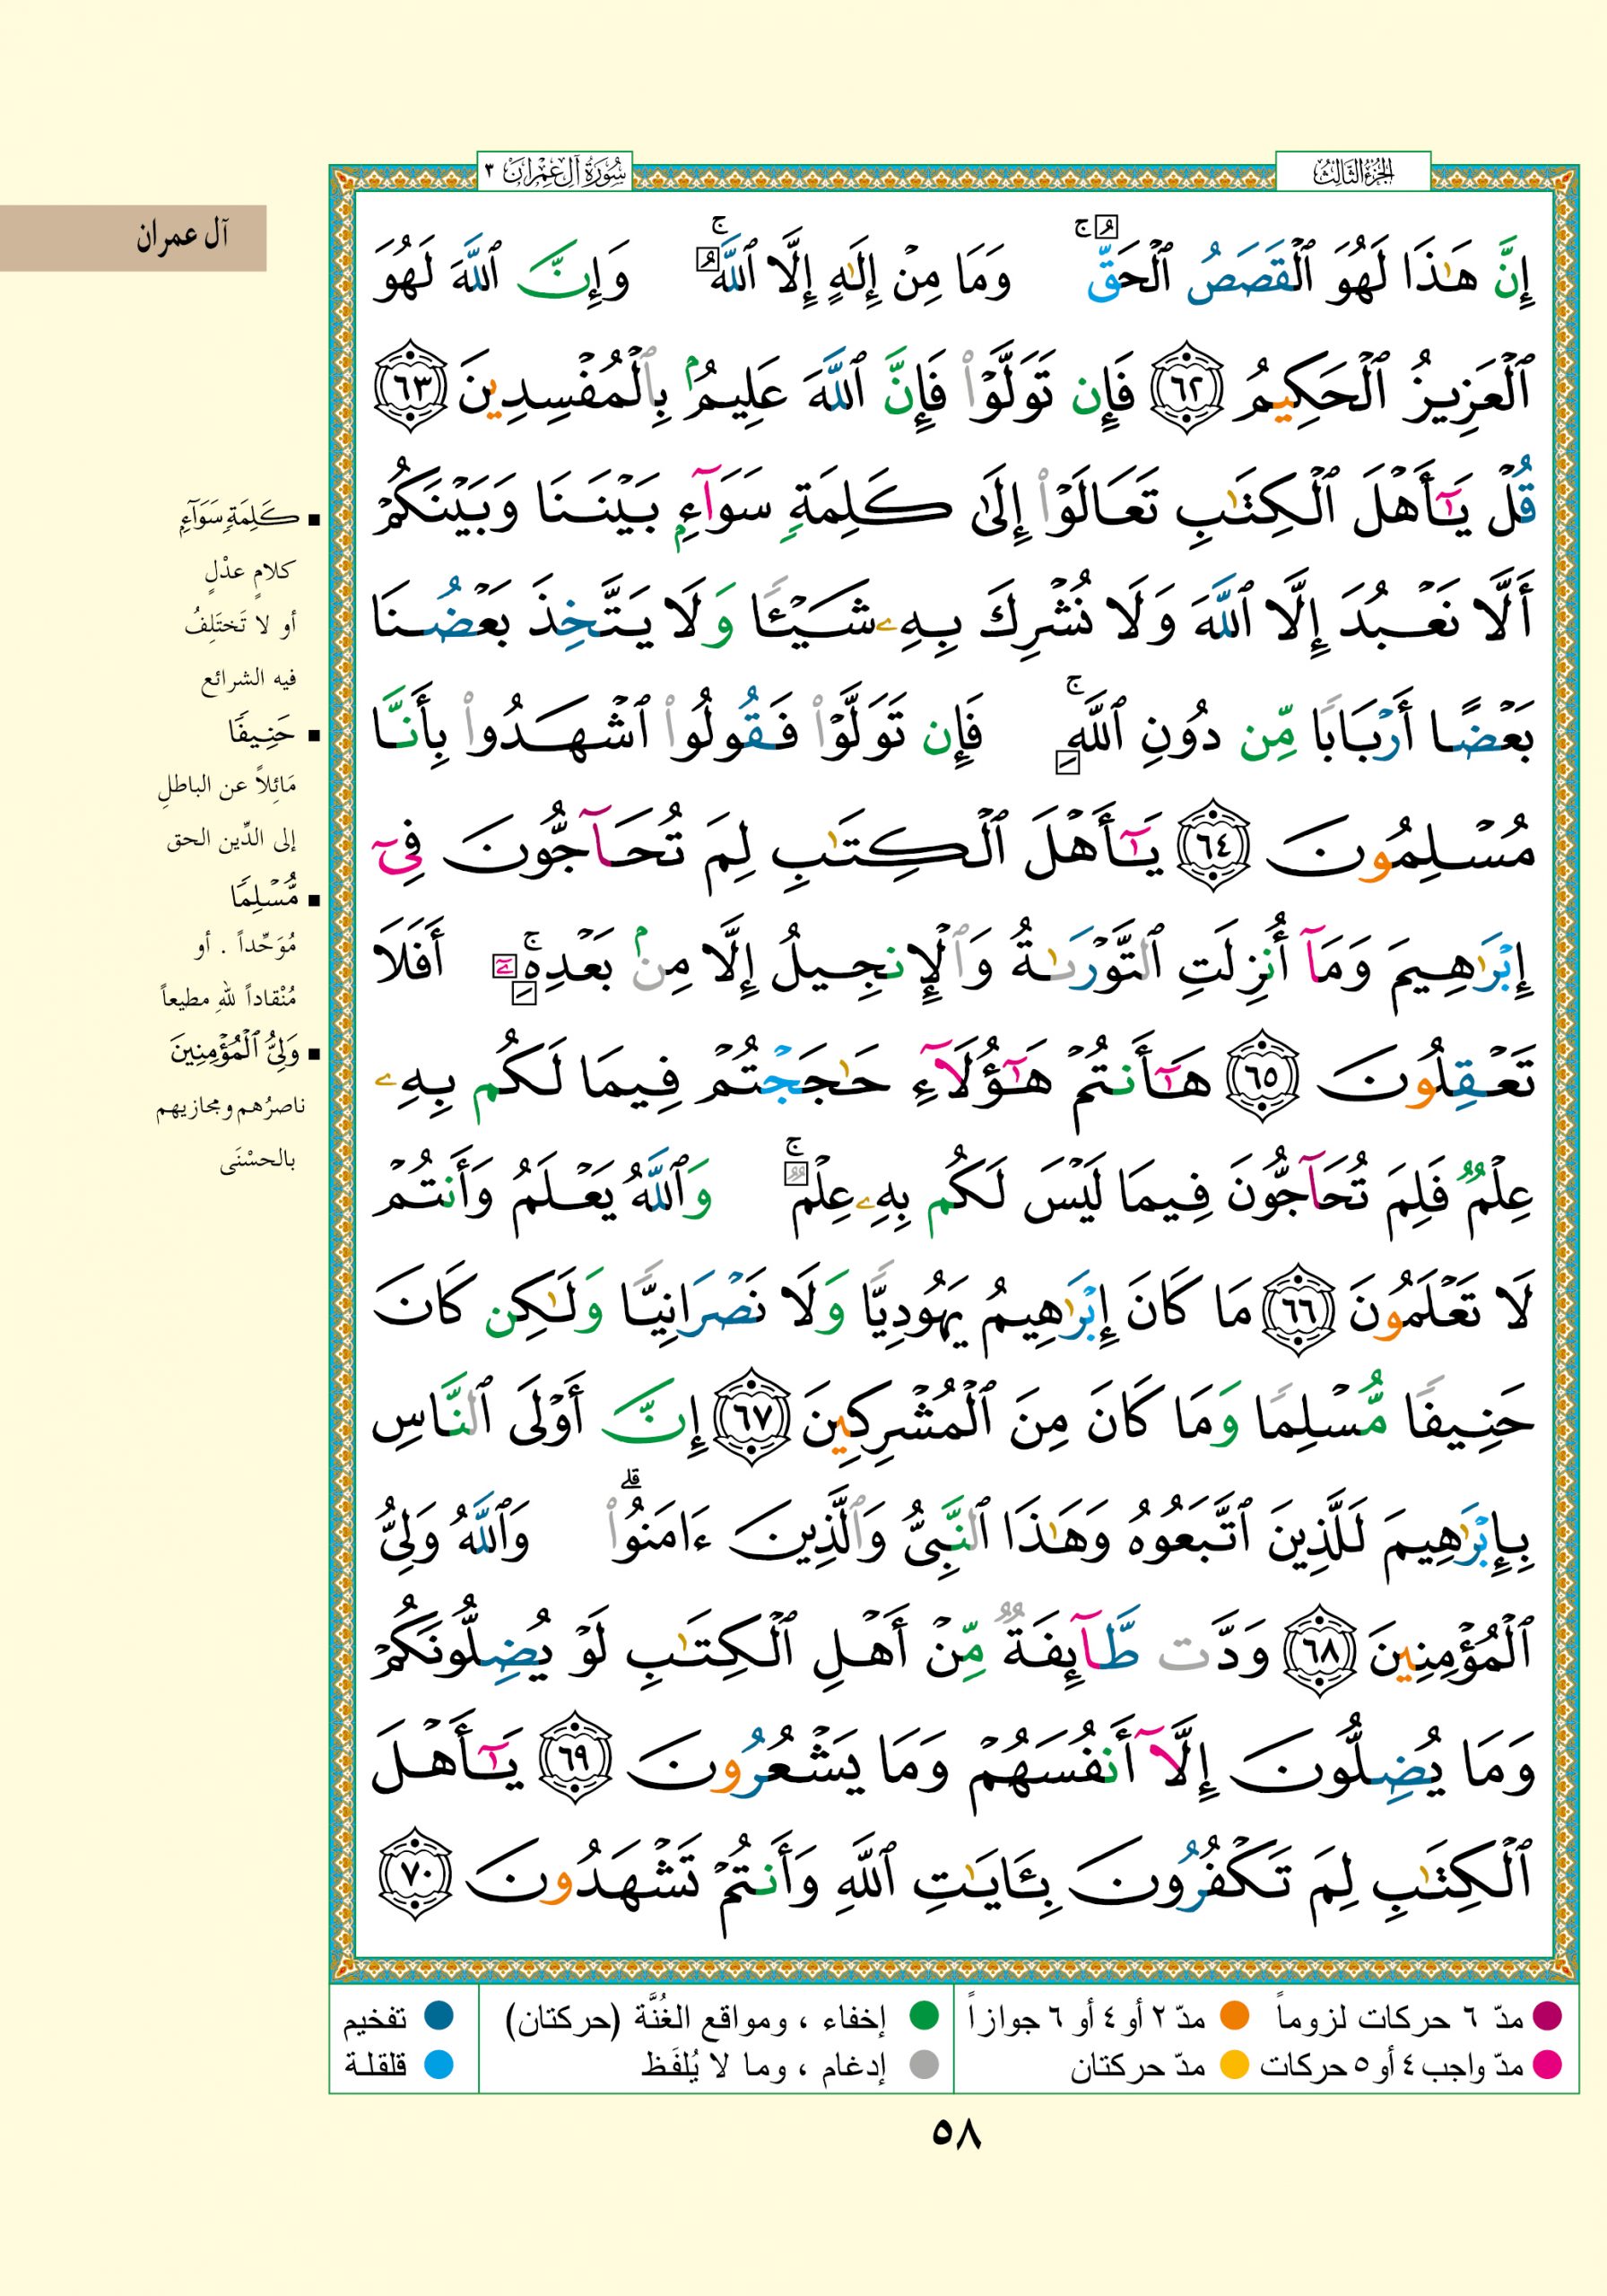 الجزء الثالث
سُورَةُ آلِ عِمْرَان ٣
آل عمران
إِنَّ هَٰذَا لَهُوَ ٱلْقَصَصُ ٱلْحَقُّ ۚ وَمَا مِنْ إِلَٰهٍ إِلَّا ٱللَّهُ ۚ وَإِنَّ ٱللَّهَ لَهُوَ
ٱلْعَزِيزُ ٱلْحَكِيمُ ٦٢ فَإِن تَوَلَّوْا۟ فَإِنَّ ٱللَّهَ عَلِيمٌۢ بِٱلْمُفْسِدِينَ ٦٣
قُلْ يَٰٓأَهْلَ ٱلْكِتَٰبِ تَعَالَوْا۟ إِلَىٰ كَلِمَةٍ سَوَآءٍۭ بَيْنَنَا وَبَيْنَكُمْ
أَلَّا نَعْبُدَ إِلَّا ٱللَّهَ وَلَا نُشْرِكَ بِهِۦ شَيْـًٔا وَلَا يَتَّخِذَ بَعْضُنَا
بَعْضًا أَرْبَابًا مِّن دُونِ ٱللَّهِ ۚ فَإِن تَوَلَّوْا۟ فَقُولُوا۟ ٱشْهَدُوا۟ بِأَنَّا
مُسْلِمُونَ ٦٤ يَٰٓأَهْلَ ٱلْكِتَٰبِ لِمَ تُحَآجُّونَ فِىٓ
إِبْرَٰهِيمَ وَمَآ أُنزِلَتِ ٱلتَّوْرَىٰةُ وَٱلْإِنجِيلُ إِلَّا مِنۢ بَعْدِهِۦٓ ۚ أَفَلَا
تَعْقِلُونَ ٦٥ هَٰٓأَنتُمْ هَٰٓؤُلَآءِ حَٰجَجْتُمْ فِيمَا لَكُم بِهِۦ
عِلْمٌ فَلِمَ تُحَآجُّونَ فِيمَا لَيْسَ لَكُم بِهِۦ عِلْمٌ ۚ وَٱللَّهُ يَعْلَمُ وَأَنتُمْ
لَا تَعْلَمُونَ ٦٦ مَا كَانَ إِبْرَٰهِيمُ يَهُودِيًّا وَلَا نَصْرَانِيًّا وَلَٰكِن كَانَ
حَنِيفًا مُّسْلِمًا وَمَا كَانَ مِنَ ٱلْمُشْرِكِينَ ٦٧ إِنَّ أَوْلَى ٱلنَّاسِ
بِإِبْرَٰهِيمَ لَلَّذِينَ ٱتَّبَعُوهُ وَهَٰذَا ٱلنَّبِىُّ وَٱلَّذِينَ ءَامَنُوا۟ ۗ وَٱللَّهُ وَلِىُّ
ٱلْمُؤْمِنِينَ ٦٨ وَدَّت طَّآئِفَةٌ مِّنْ أَهْلِ ٱلْكِتَٰبِ لَوْ يُضِلُّونَكُمْ
وَمَا يُضِلُّونَ إِلَّآ أَنفُسَهُمْ وَمَا يَشْعُرُونَ ٦٩ يَٰٓأَهْلَ
ٱلْكِتَٰبِ لِمَ تَكْفُرُونَ بِـَٔايَٰتِ ٱللَّهِ وَأَنتُمْ تَشْهَدُونَ ٧٠
■ كَلِمَةٍ سَوَآءٍ
كلامٍ عدْلٍ
أو لا تَختَلِفُ
فيه الشرائع
■ حَنِيفًا
مَائِلاً عن الباطلِ
إلى الدِّين الحق
■ مُّسْلِمًا
مُوَحِّداً . أو
مُنْقاداً للهِ مطيعاً
■ وَلِىُّ ٱلْمُؤْمِنِينَ
ناصرُهم ومجازيهم
بالحسْنَى
مدّ ٦ حركات لزوماً مدّ ٢ أو ٤ أو ٦ جوازاً إخفاء ، ومواقع الغُنَّة (حركتان) تفخيم
مدّ واجب ٤ أو ٥ حركات مدّ حركتان إدغام ، وما لا يُلفَظ قلقلة
٥٨